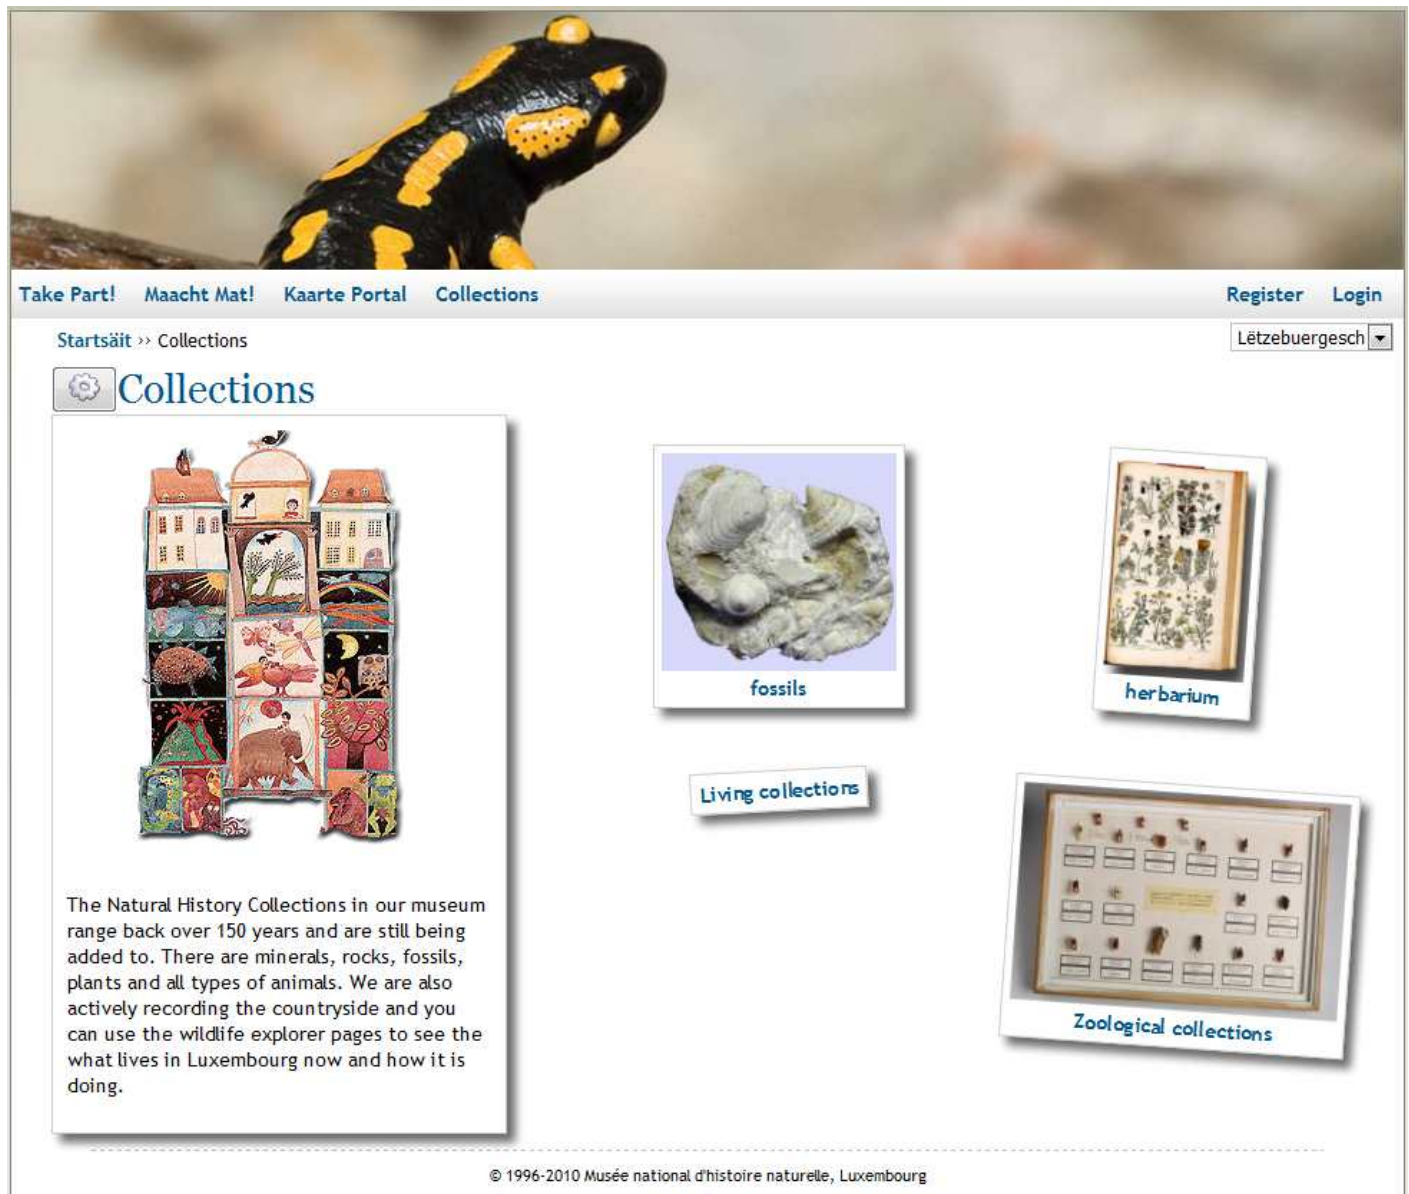 Take Part! Maacht Mat! Kaarte Portal Collections Register Login
Startsäit ›› Collections
Lëtzebuergesch
Collections
fossils
herbarium
Living collections
Zoological collections
The Natural History Collections in our museum
range back over 150 years and are still being
added to. There are minerals, rocks, fossils,
plants and all types of animals. We are also
actively recording the countryside and you
can use the wildlife explorer pages to see the
what lives in Luxembourg now and how it is
doing.
© 1996-2010 Musée national d'histoire naturelle, Luxembourg